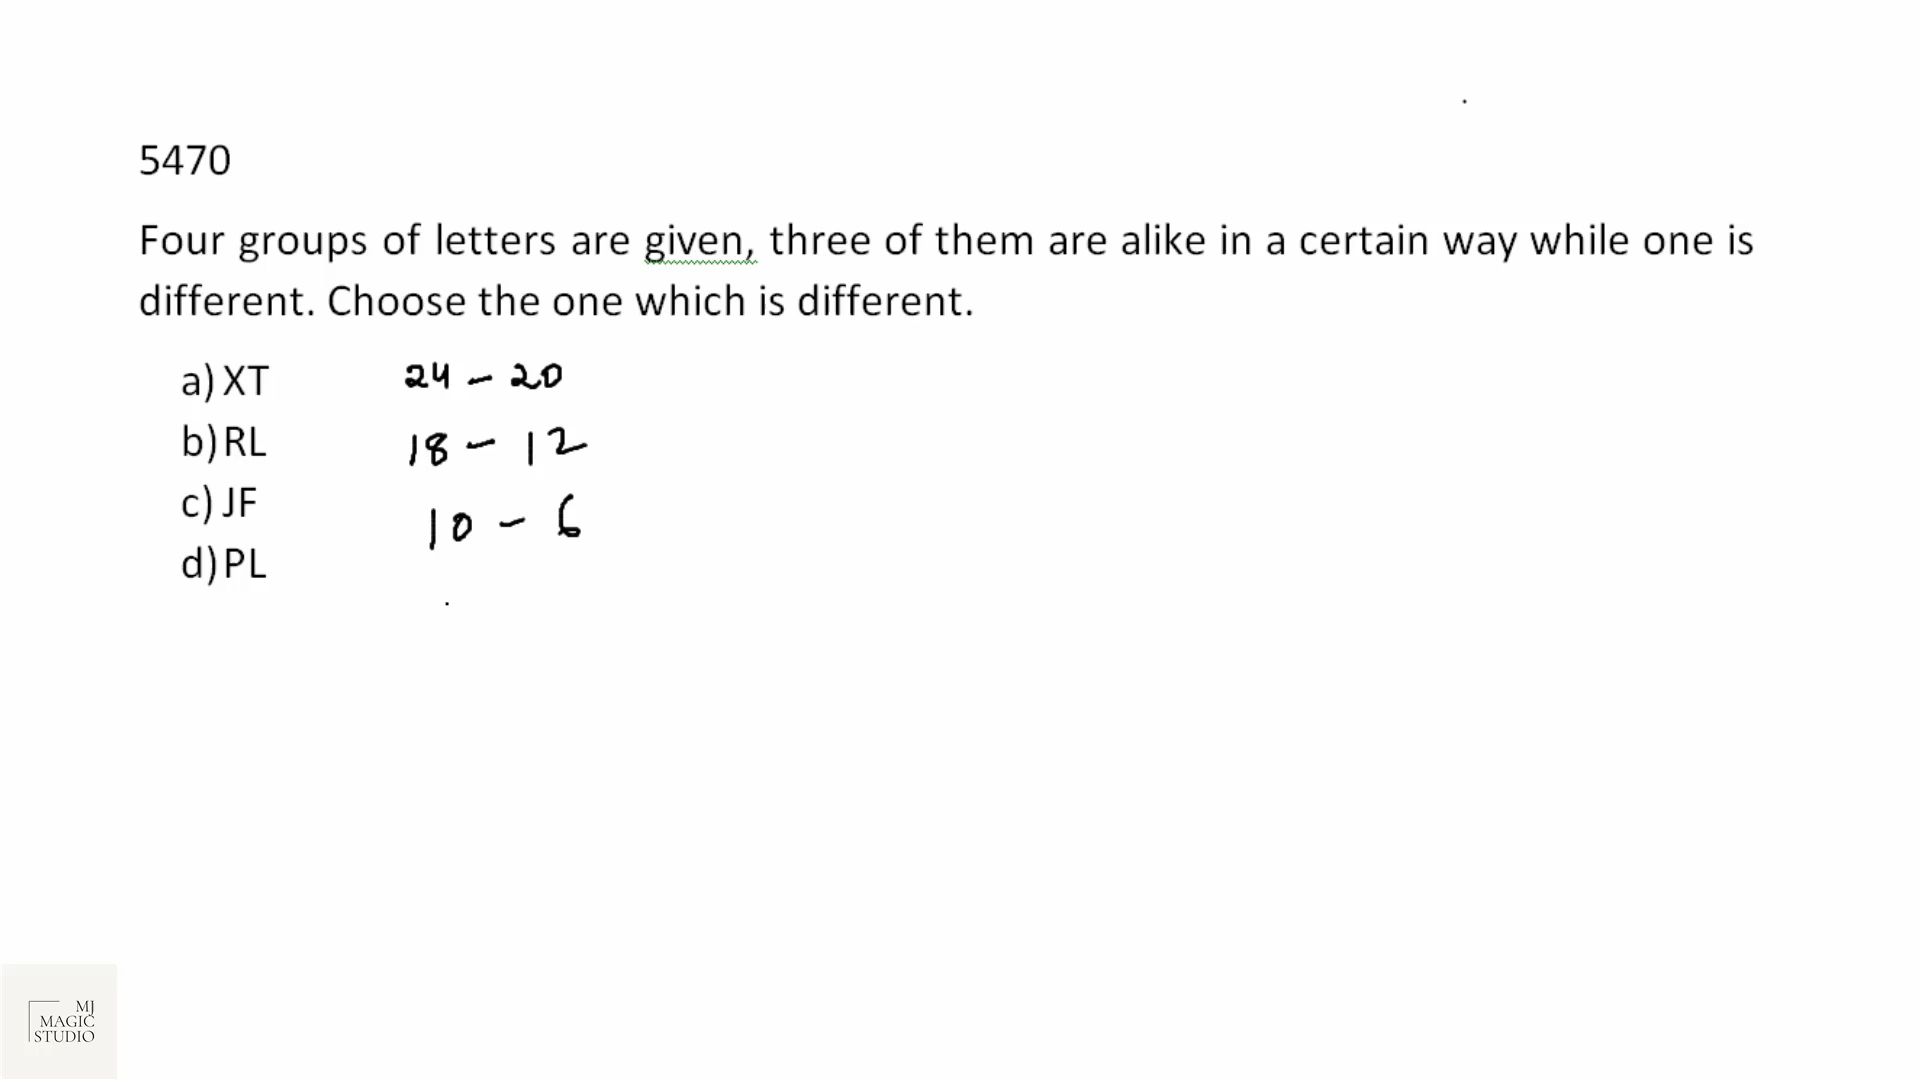 5470
Four groups of letters are given, three of them are alike in a certain way while one is
different. Choose the one which is different.
a) XT 24 - 20
b) RL 18 - 12
c) JF 10 - 6
d) PL
MJ
MAGIC
STUDIO